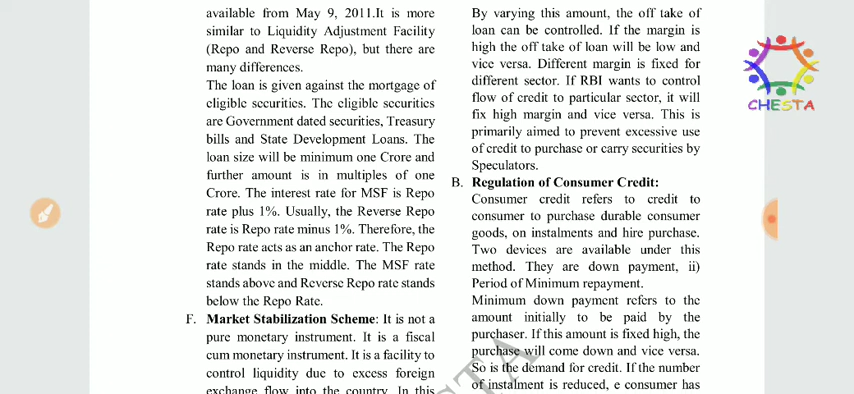 available from May 9, 2011.It is more
similar to Liquidity Adjustment Facility
(Repo and Reverse Repo), but there are
many differences.
The loan is given against the mortgage of
eligible securities. The eligible securities
are Government dated securities, Treasury
bills and State Development Loans. The
loan size will be minimum one Crore and
further amount is in multiples of one
Crore. The interest rate for MSF is Repo
rate plus 1%. Usually, the Reverse Repo
rate is Repo rate minus 1%. Therefore, the
Repo rate acts as an anchor rate. The Repo
rate stands in the middle. The MSF rate
stands above and Reverse Repo rate stands
below the Repo Rate.
F. Market Stabilization Scheme: It is not a
pure monetary instrument. It is a fiscal
cum monetary instrument. It is a facility to
control liquidity due to excess foreign
exchange flow into the country. In this
By varying this amount, the off take of
loan can be controlled. If the margin is
high the off take of loan will be low and
vice versa. Different margin is fixed for
different sector. If RBI wants to control
flow of credit to particular sector, it will
fix high margin and vice versa. This is
primarily aimed to prevent excessive use
of credit to purchase or carry securities by
Speculators.
B. Regulation of Consumer Credit:
Consumer credit refers to credit to
consumer to purchase durable consumer
goods, on instalments and hire purchase.
Two devices are available under this
method. They are down payment, ii)
Period of Minimum repayment.
Minimum down payment refers to the
amount initially to be paid by the
purchaser. If this amount is fixed high, the
purchase will come down and vice versa.
So is the demand for credit. If the number
of instalment is reduced, e consumer has
CHESTA